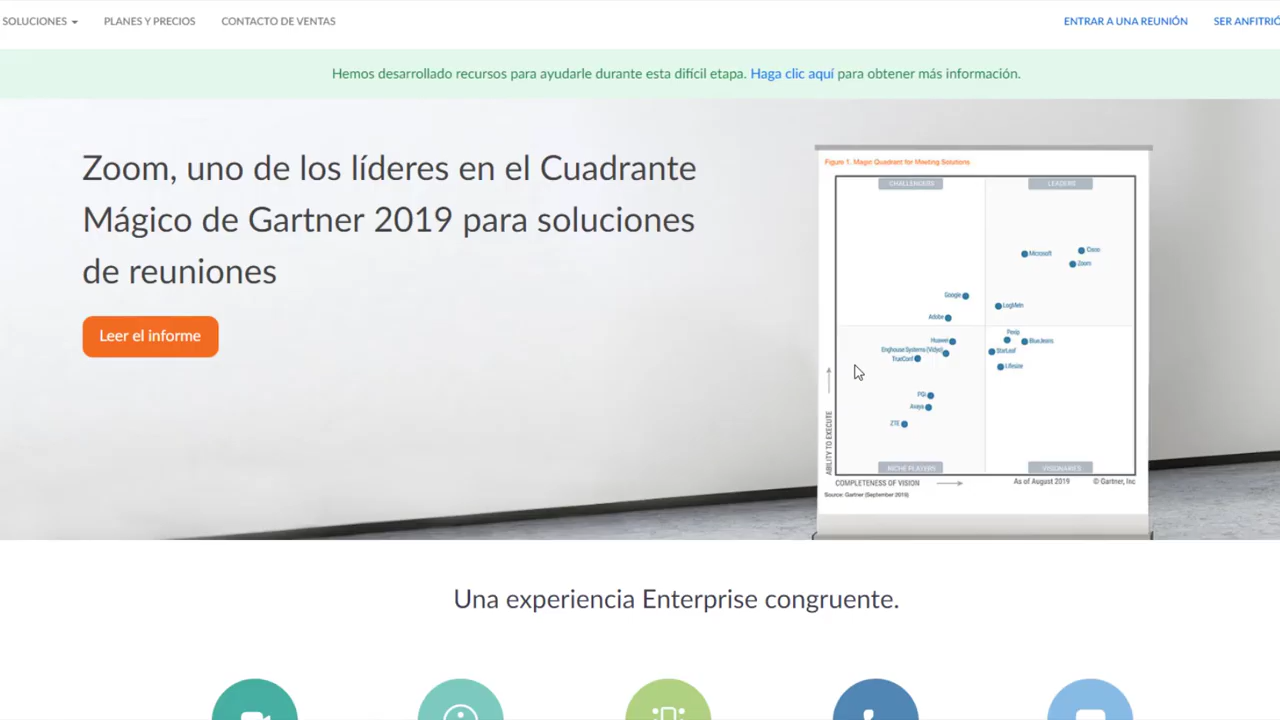 SOLUCIONES
PLANES Y PRECIOS
CONTACTO DE VENTAS
ENTRAR A UNA REUNIÓN
SER ANFITRIÓ
Hemos desarrollado recursos para ayudarle durante esta difícil etapa. Haga clic aquí para obtener más información.
Zoom, uno de los líderes en el Cuadrante
Mágico de Gartner 2019 para soluciones
de reuniones
Leer el informe
Figure 1. Magic Quadrant for Meeting Solutions
CHALLENGERS
LEADERS
Microsoft
Cisco
Zoom
Google
LogMeIn
Adobe
Pexip
Huawei
BlueJeans
Enghouse Systems (Vidyo)
StarLeaf
TrueConf
Lifesize
PGi
Avaya
ZTE
ABILITY TO EXECUTE
NICHE PLAYERS
VISIONARIES
COMPLETENESS OF VISION
As of August 2019
© Gartner, Inc
Source: Gartner (September 2019)
Una experiencia Enterprise congruente.